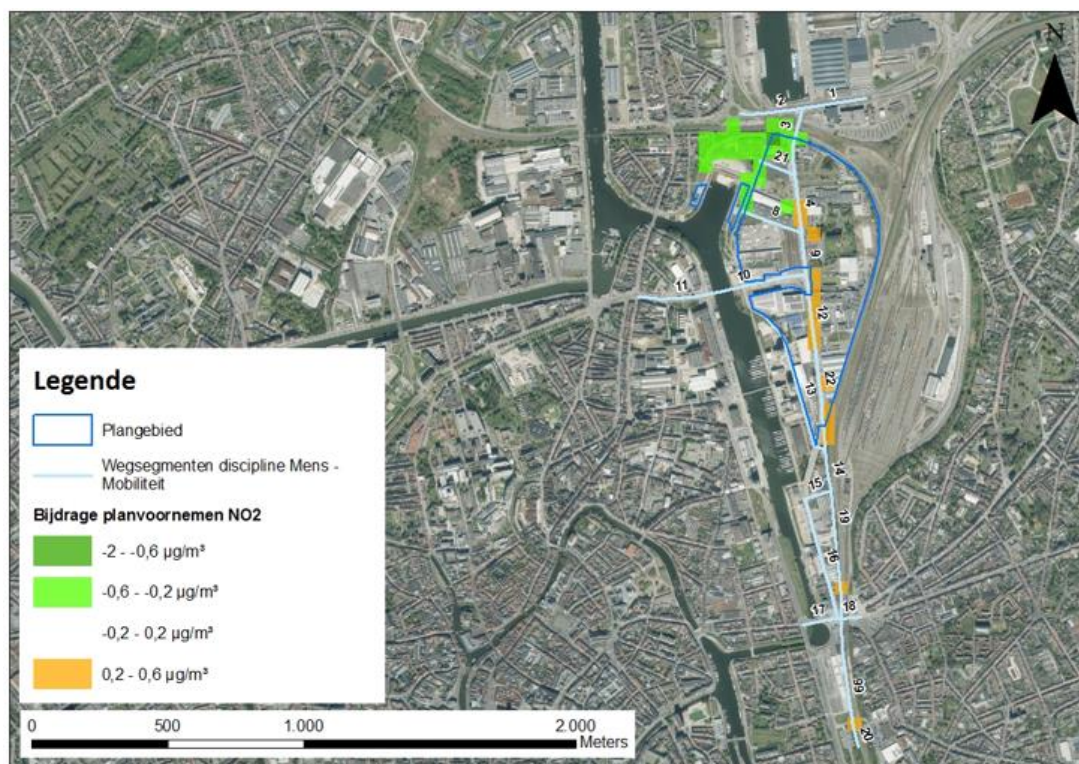 N
1
2
3
21
4
8
9
10
11
12
22
13
14
15
19
16
17
18
99
20
Legende
Plangebied
Wegsegmenten discipline Mens -
Mobiliteit
Bijdrage planvoornemen NO2
-2 - -0,6 µg/m³
-0,6 - -0,2 µg/m³
-0,2 - 0,2 µg/m³
0,2 - 0,6 µg/m³
0 500 1.000 2.000
Meters